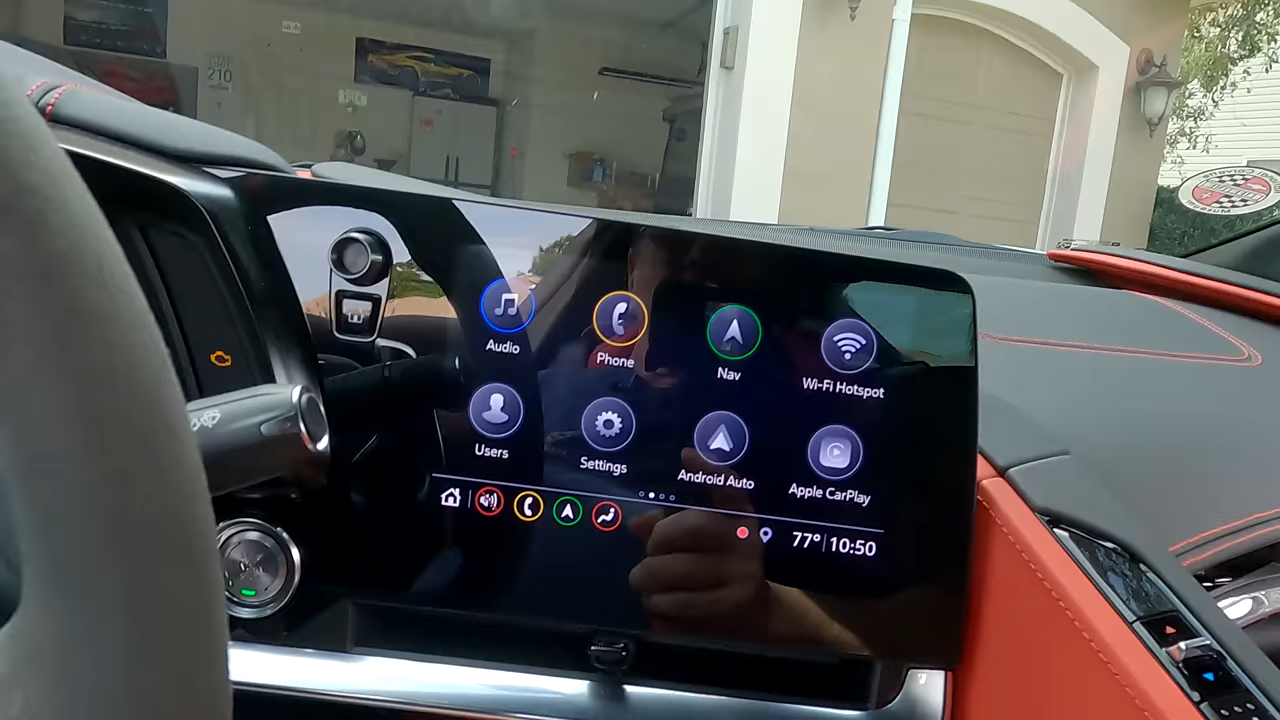 210
Audio
Phone
Nav
Wi-Fi Hotspot
Users
Settings
Android Auto
Apple CarPlay
77° 10:50